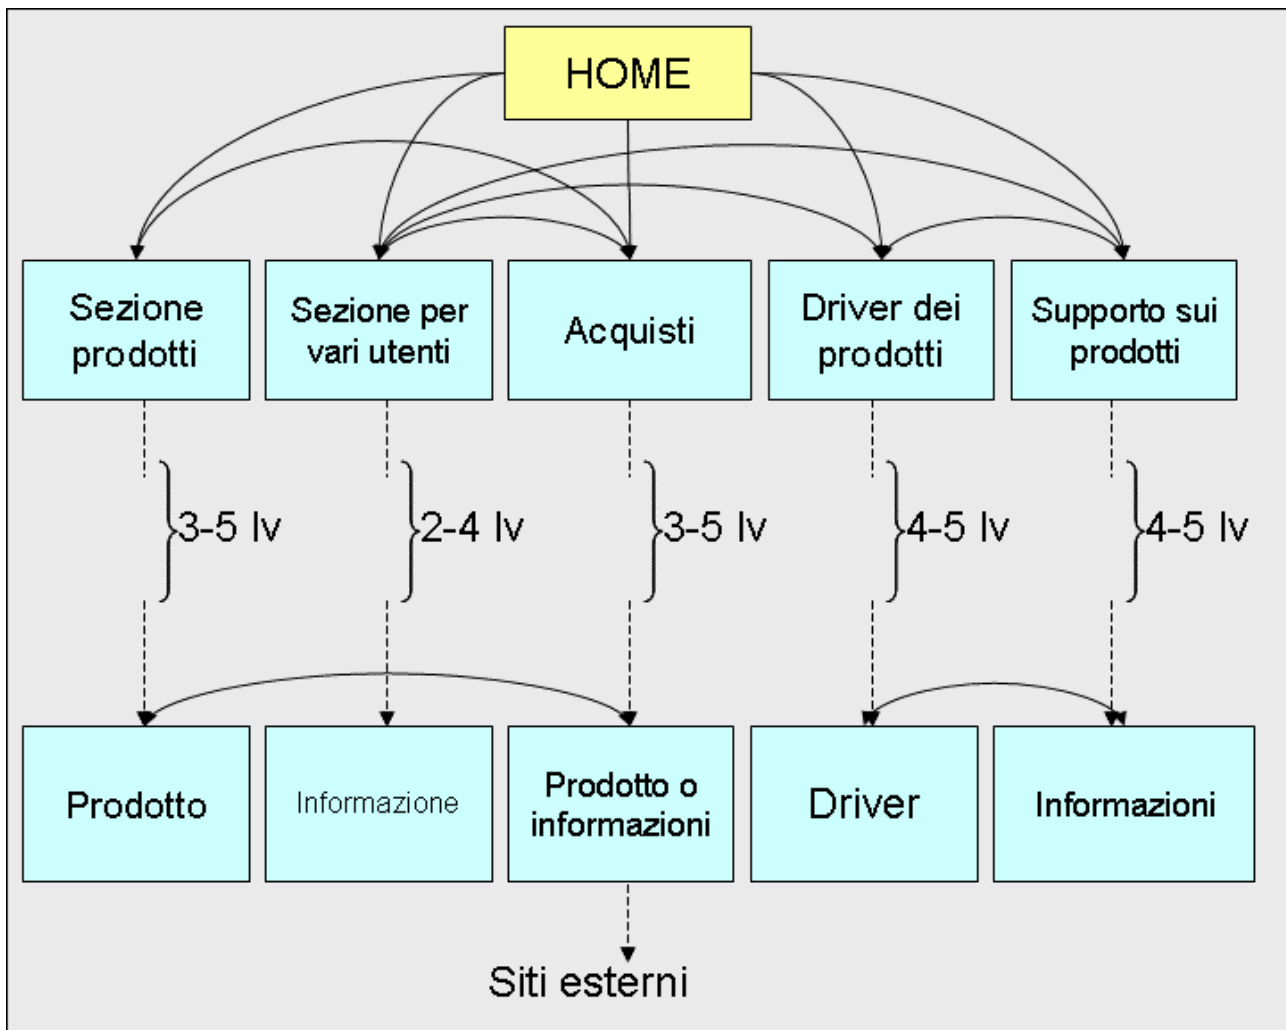 HOME
Sezione
prodotti
Sezione per
vari utenti
Acquisti
Driver dei
prodotti
Supporto sui
prodotti
3-5 lv
2-4 lv
3-5 lv
4-5 lv
4-5 lv
Prodotto
Informazione
Prodotto o
informazioni
Driver
Informazioni
Siti esterni